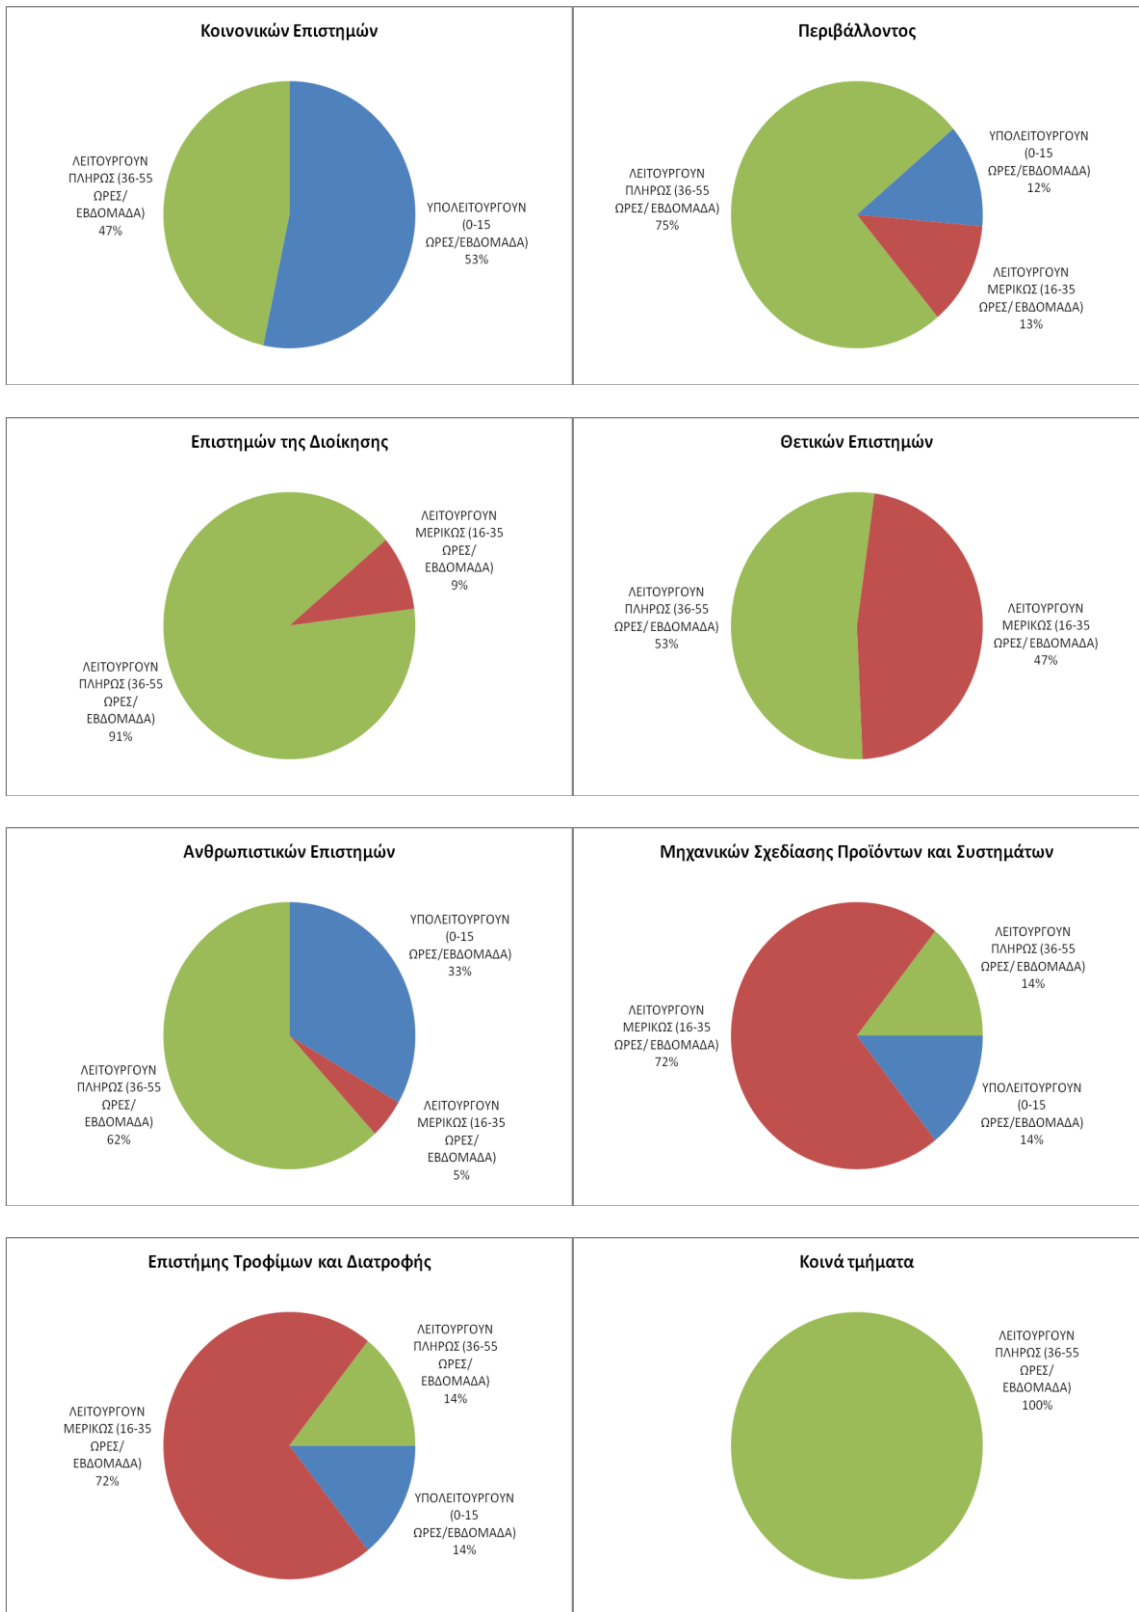 Κοινονικών Επιστημών
ΛΕΙΤΟΥΡΓΟΥΝ
ΠΛΗΡΩΣ (36-55
ΩΡΕΣ/
ΕΒΔΟΜΑΔΑ)
47%
ΥΠΟΛΕΙΤΟΥΡΓΟΥΝ
(0-15
ΩΡΕΣ/ΕΒΔΟΜΑΔΑ)
53%
Περιβάλλοντος
ΛΕΙΤΟΥΡΓΟΥΝ
ΠΛΗΡΩΣ (36-55
ΩΡΕΣ/ ΕΒΔΟΜΑΔΑ)
75%
ΥΠΟΛΕΙΤΟΥΡΓΟΥΝ
(0-15
ΩΡΕΣ/ΕΒΔΟΜΑΔΑ)
12%
ΛΕΙΤΟΥΡΓΟΥΝ
ΜΕΡΙΚΩΣ (16-35
ΩΡΕΣ/ ΕΒΔΟΜΑΔΑ)
13%
Επιστημών της Διοίκησης
ΛΕΙΤΟΥΡΓΟΥΝ
ΜΕΡΙΚΩΣ (16-35
ΩΡΕΣ/
ΕΒΔΟΜΑΔΑ)
9%
ΛΕΙΤΟΥΡΓΟΥΝ
ΠΛΗΡΩΣ (36-55
ΩΡΕΣ/
ΕΒΔΟΜΑΔΑ)
91%
Θετικών Επιστημών
ΛΕΙΤΟΥΡΓΟΥΝ
ΠΛΗΡΩΣ (36-55
ΩΡΕΣ/ ΕΒΔΟΜΑΔΑ)
53%
ΛΕΙΤΟΥΡΓΟΥΝ
ΜΕΡΙΚΩΣ (16-35
ΩΡΕΣ/ ΕΒΔΟΜΑΔΑ)
47%
Ανθρωπιστικών Επιστημών
ΥΠΟΛΕΙΤΟΥΡΓΟΥΝ
(0-15
ΩΡΕΣ/ΕΒΔΟΜΑΔΑ)
33%
ΛΕΙΤΟΥΡΓΟΥΝ
ΠΛΗΡΩΣ (36-55
ΩΡΕΣ/
ΕΒΔΟΜΑΔΑ)
62%
ΛΕΙΤΟΥΡΓΟΥΝ
ΜΕΡΙΚΩΣ (16-35
ΩΡΕΣ/
ΕΒΔΟΜΑΔΑ)
5%
Μηχανικών Σχεδίασης Προϊόντων και Συστημάτων
ΛΕΙΤΟΥΡΓΟΥΝ
ΠΛΗΡΩΣ (36-55
ΩΡΕΣ/ ΕΒΔΟΜΑΔΑ)
14%
ΛΕΙΤΟΥΡΓΟΥΝ
ΜΕΡΙΚΩΣ (16-35
ΩΡΕΣ/ ΕΒΔΟΜΑΔΑ)
72%
ΥΠΟΛΕΙΤΟΥΡΓΟΥΝ
(0-15
ΩΡΕΣ/ΕΒΔΟΜΑΔΑ)
14%
Επιστήμης Τροφίμων και Διατροφής
ΛΕΙΤΟΥΡΓΟΥΝ
ΠΛΗΡΩΣ (36-55
ΩΡΕΣ/
ΕΒΔΟΜΑΔΑ)
14%
ΛΕΙΤΟΥΡΓΟΥΝ
ΜΕΡΙΚΩΣ (16-35
ΩΡΕΣ/
ΕΒΔΟΜΑΔΑ)
72%
ΥΠΟΛΕΙΤΟΥΡΓΟΥΝ
(0-15
ΩΡΕΣ/ΕΒΔΟΜΑΔΑ)
14%
Κοινά τμήματα
ΛΕΙΤΟΥΡΓΟΥΝ
ΠΛΗΡΩΣ (36-55
ΩΡΕΣ/
ΕΒΔΟΜΑΔΑ)
100%